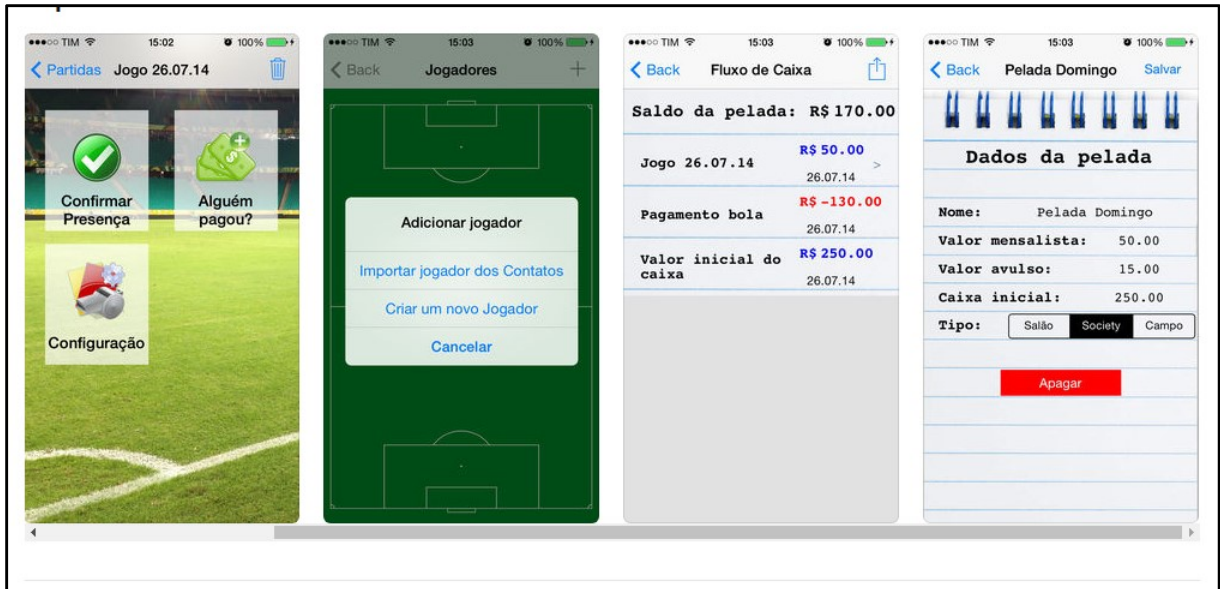 TIM 15:02 100%
Partidas Jogo 26.07.14
Confirmar
Presença
Alguém
pagou?
Configuração
TIM 15:03 100%
Back Jogadores +
Adicionar jogador
Importar jogador dos Contatos
Criar um novo Jogador
Cancelar
TIM 15:03 100%
Back Fluxo de Caixa
Saldo da pelada: R$ 170.00
Jogo 26.07.14 R$ 50.00 >
26.07.14
Pagamento bola R$ -130.00
26.07.14
Valor inicial do R$ 250.00
caixa 26.07.14
TIM 15:03 100%
Back Pelada Domingo Salvar
Dados da pelada
Nome: Pelada Domingo
Valor mensalista: 50.00
Valor avulso: 15.00
Caixa inicial: 250.00
Tipo: Salão Society Campo
Apagar